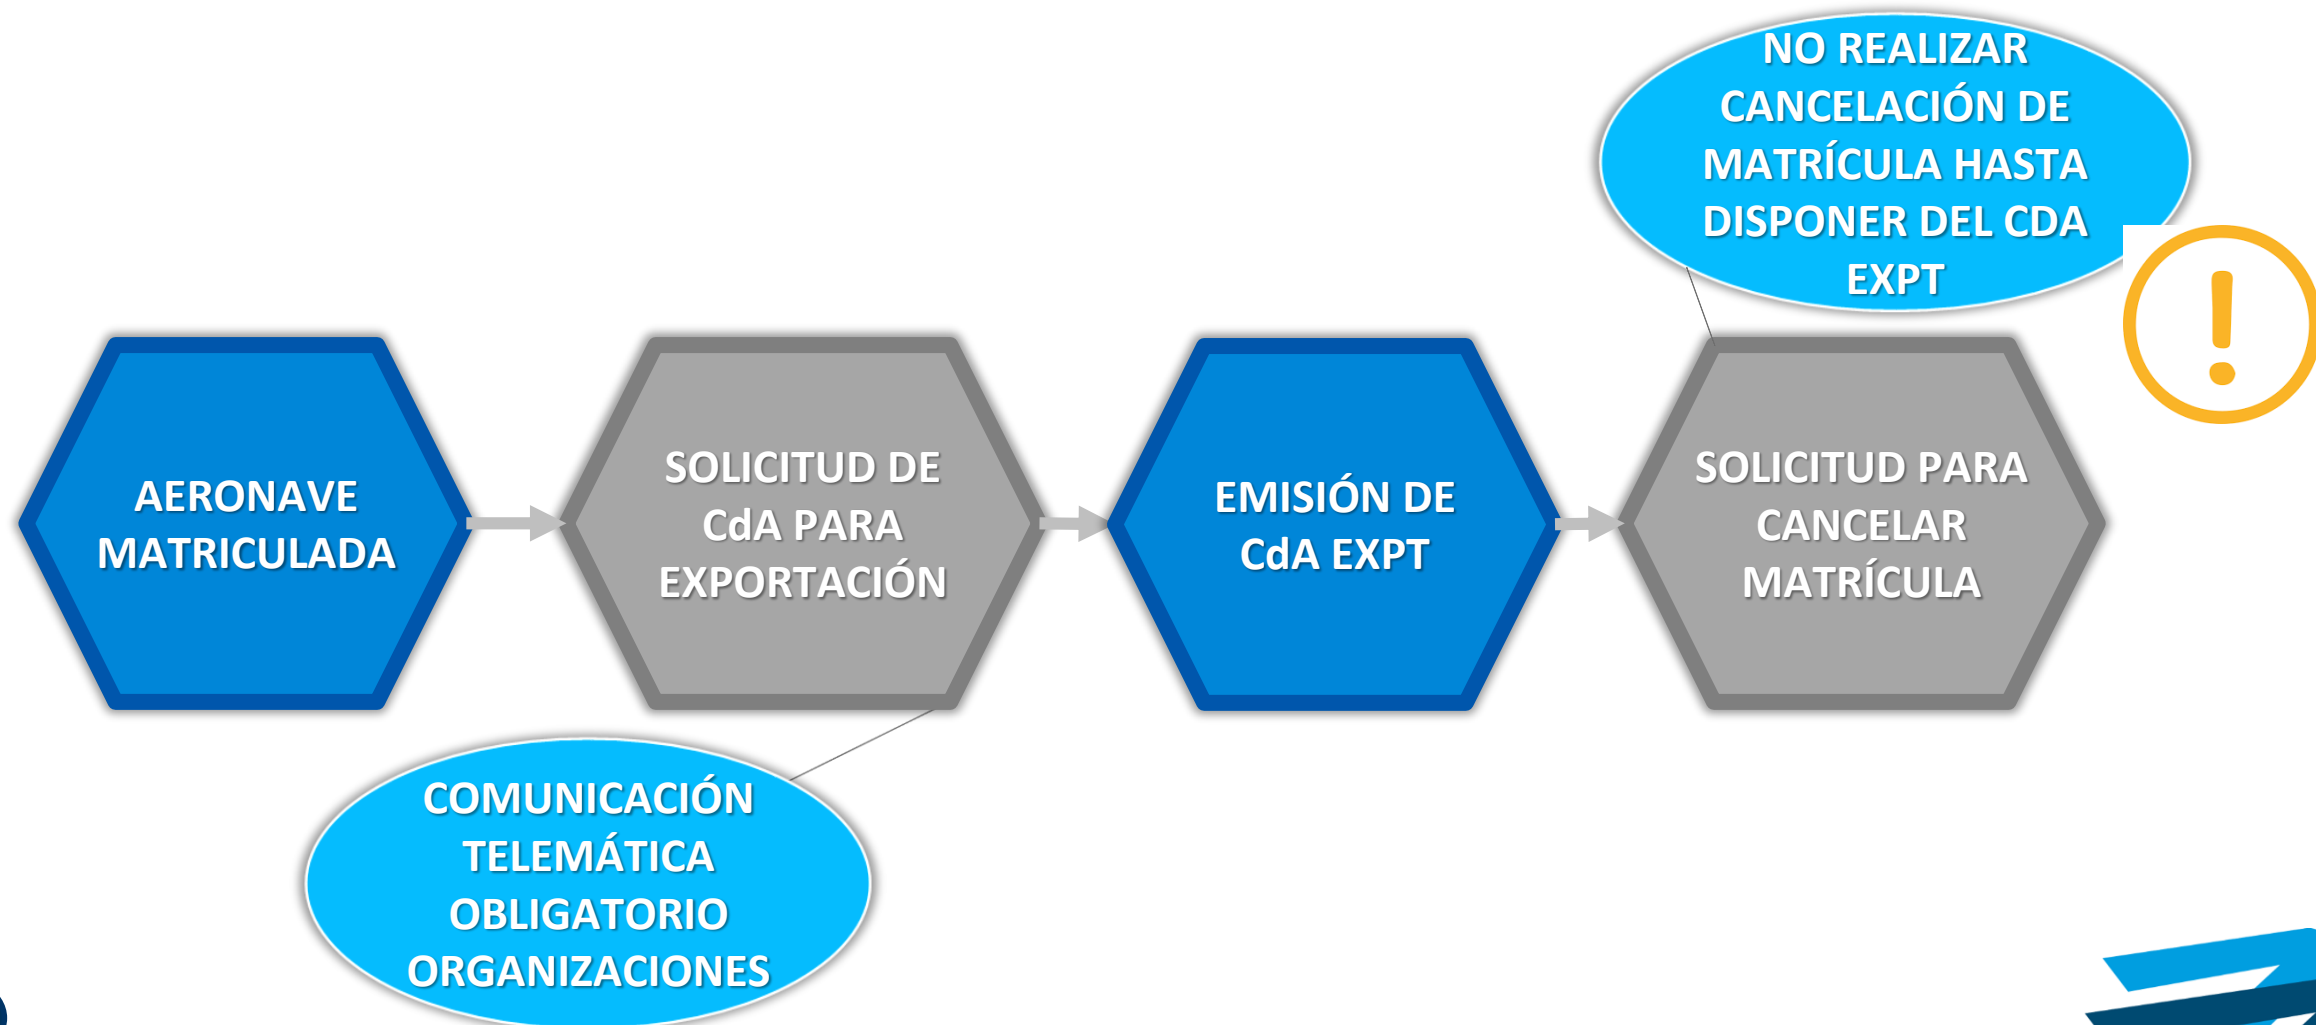 NO REALIZAR
CANCELACIÓN DE
MATRÍCULA HASTA
DISPONER DEL CDA
EXPT
!
AERONAVE
MATRICULADA
SOLICITUD DE
CdA PARA
EXPORTACIÓN
EMISIÓN DE
CdA EXPT
SOLICITUD PARA
CANCELAR
MATRÍCULA
COMUNICACIÓN
TELEMÁTICA
OBLIGATORIO
ORGANIZACIONES